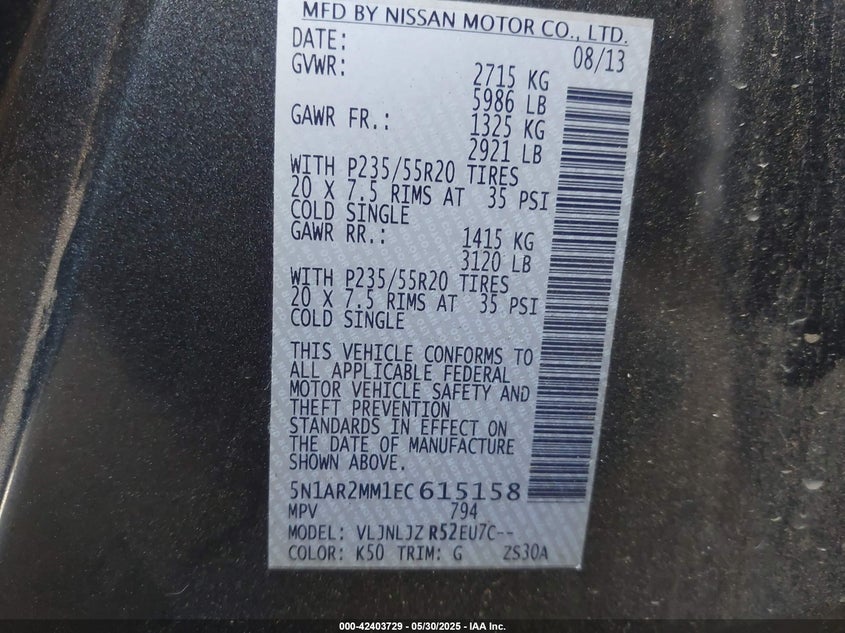 MFD BY NISSAN MOTOR CO., LTD.
DATE: 08/13
GVWR: 2715 KG
5986 LB
GAWR FR.: 1325 KG
2921 LB
WITH P235/55R20 TIRES
20 X 7.5 RIMS AT 35 PSI
COLD SINGLE
GAWR RR.: 1415 KG
3120 LB
WITH P235/55R20 TIRES
20 X 7.5 RIMS AT 35 PSI
COLD SINGLE
THIS VEHICLE CONFORMS TO
ALL APPLICABLE FEDERAL
MOTOR VEHICLE SAFETY AND
THEFT PREVENTION
STANDARDS IN EFFECT ON
THE DATE OF MANUFACTURE
SHOWN ABOVE.
5N1AR2MM1EC615158
MPV 794
MODEL: VLJNLJZ R52EU7C--
COLOR: K50 TRIM: G ZS30A
000-42403729 - 05/30/2025 - IAA Inc.